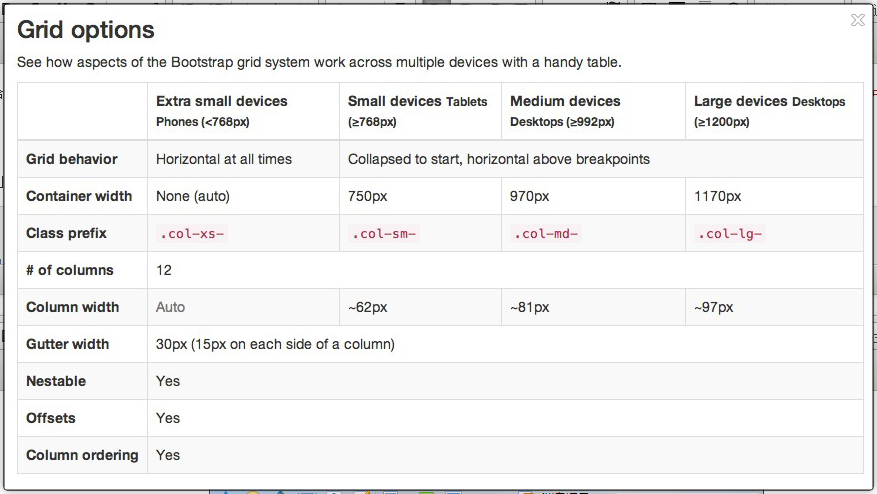 Grid options
See how aspects of the Bootstrap grid system work across multiple devices with a handy table.
Extra small devices Phones (<768px)
Small devices Tablets (≥768px)
Medium devices Desktops (≥992px)
Large devices Desktops (≥1200px)
Grid behavior Horizontal at all times Collapsed to start, horizontal above breakpoints
Container width None (auto) 750px 970px 1170px
Class prefix .col-xs- .col-sm- .col-md- .col-lg-
# of columns 12
Column width Auto ~62px ~81px ~97px
Gutter width 30px (15px on each side of a column)
Nestable Yes
Offsets Yes
Column ordering Yes